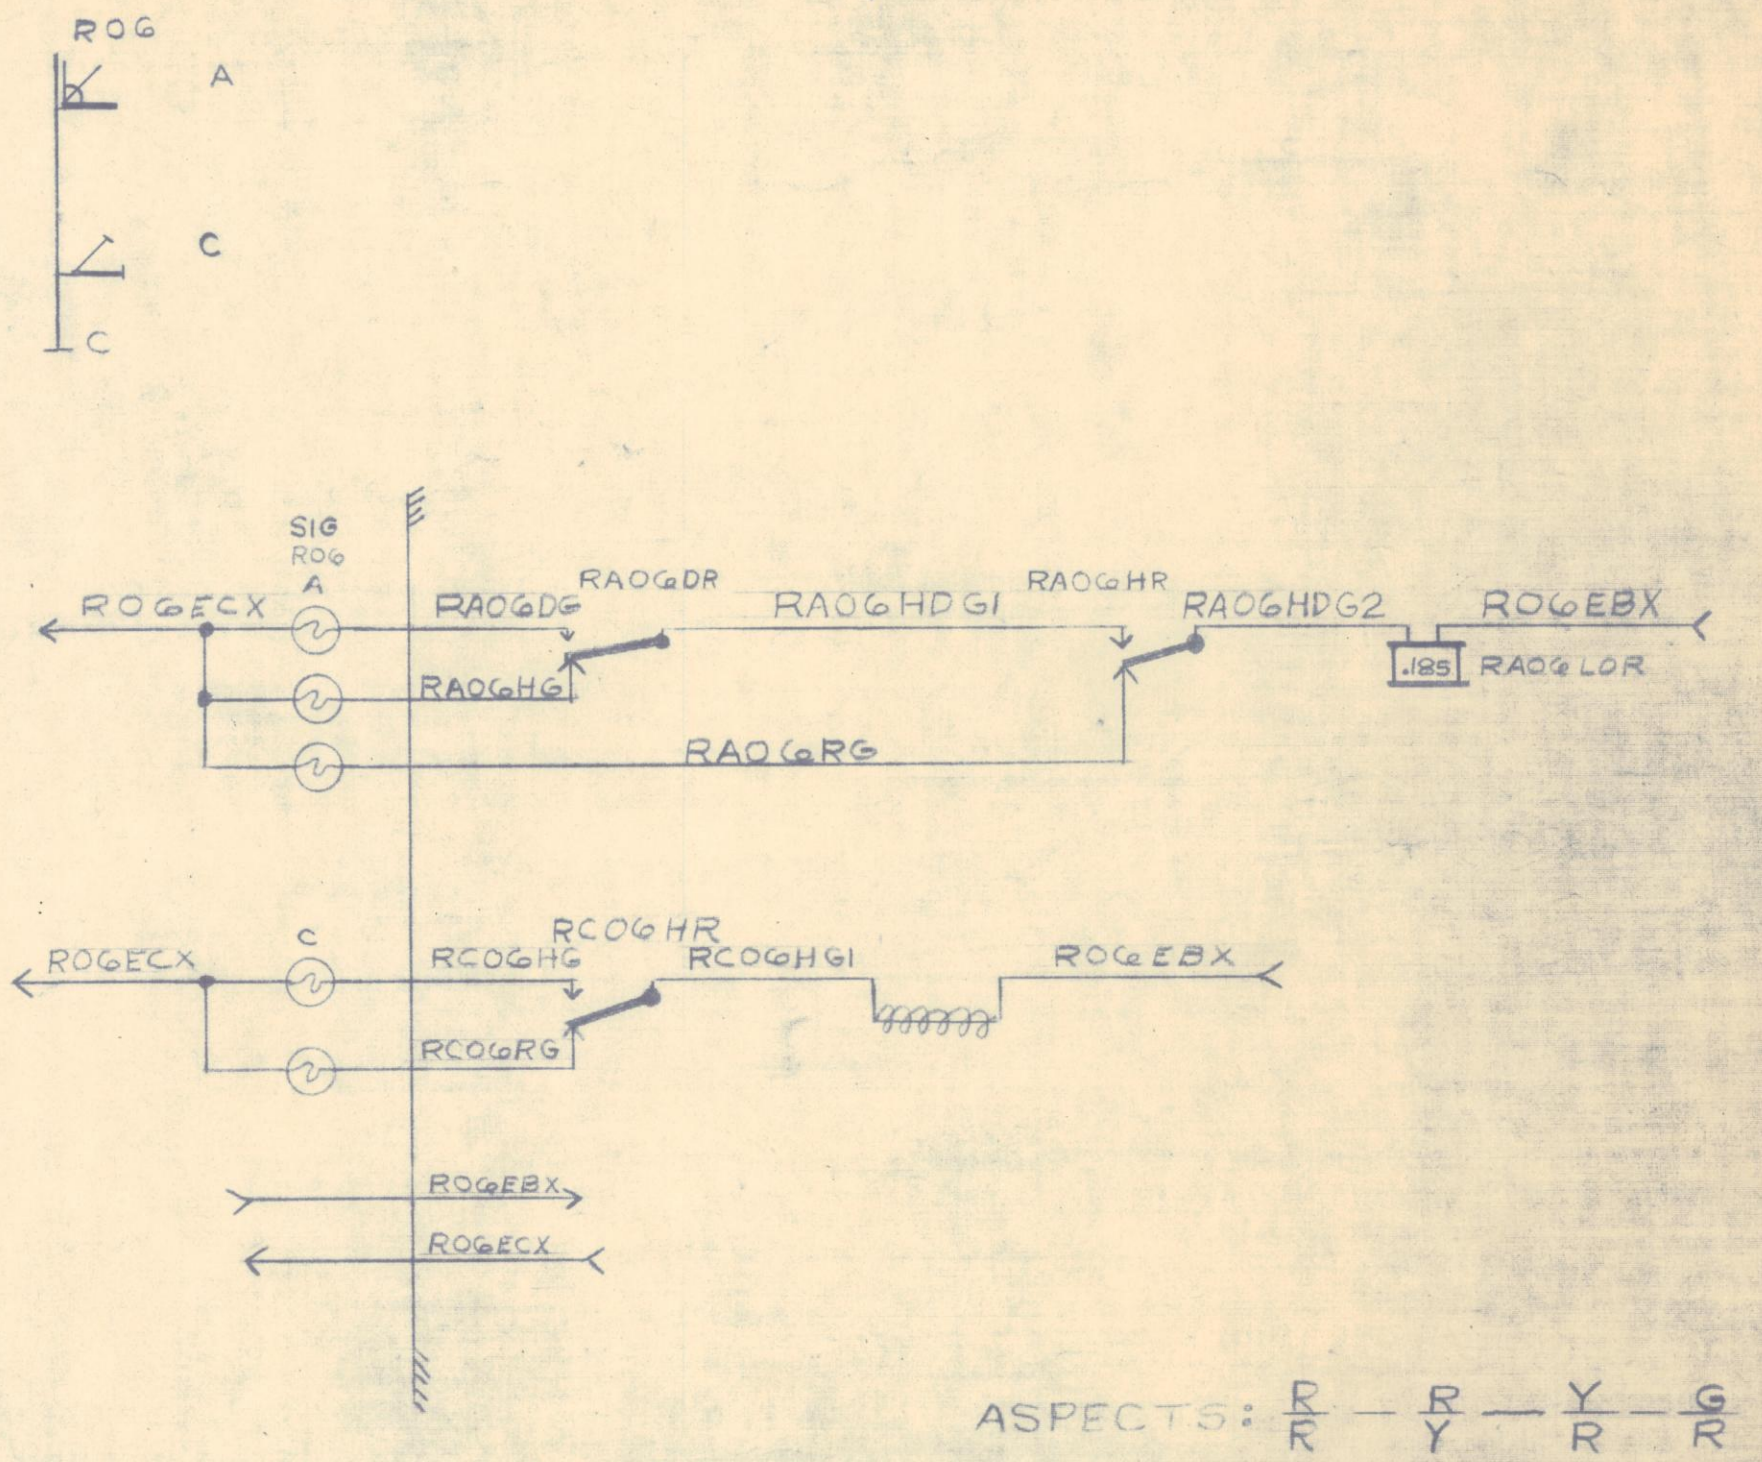 R06
A
C
C
SIG
R06
A
R06ECX
RA06DG
RA06DR
RA06HDG1
RA06HR
RA06HDG2
R06EBX
RA06HG
.185
RA06LOR
RA06RG
C
R06ECX
RC06HG
RC06HR
RC06HG1
R06EBX
RC06RG
R06EBX
R06ECX
ASPECTS: R/R — R/Y — Y/R — G/R